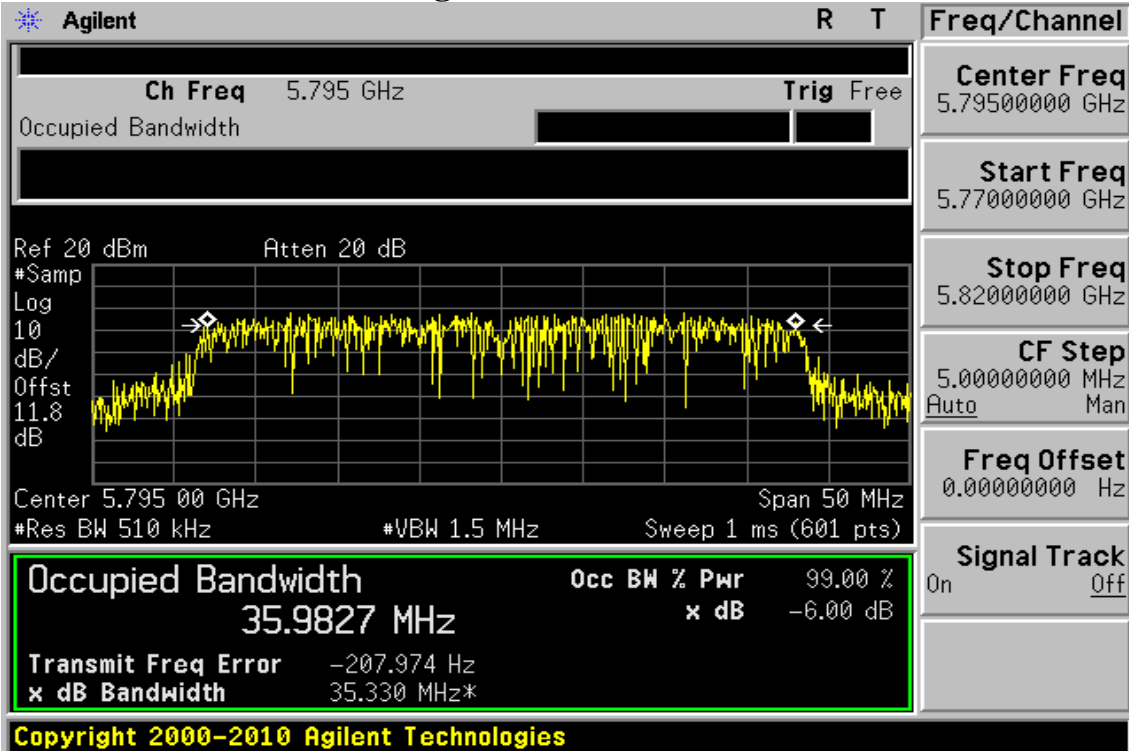 Agilent R T
Freq/Channel
Ch Freq 5.795 GHz Trig Free
Occupied Bandwidth
Center Freq
5.79500000 GHz
Start Freq
5.77000000 GHz
Stop Freq
5.82000000 GHz
CF Step
5.00000000 MHz
Auto Man
Freq Offset
0.00000000 Hz
Signal Track
On Off
Ref 20 dBm Atten 20 dB
#Samp
Log
10
dB/
Offst
11.8
dB
Center 5.795 00 GHz Span 50 MHz
#Res BW 510 kHz #VBW 1.5 MHz Sweep 1 ms (601 pts)
Occupied Bandwidth
35.9827 MHz
Occ BW % Pwr 99.00 %
x dB -6.00 dB
Transmit Freq Error -207.974 Hz
x dB Bandwidth 35.330 MHz*
Copyright 2000-2010 Agilent Technologies